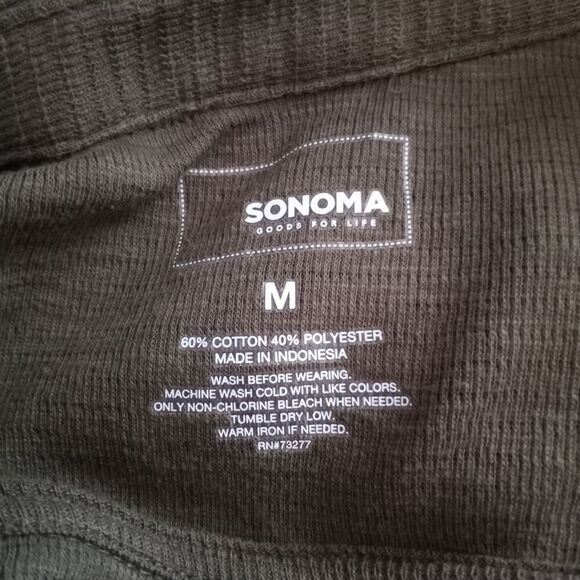 SONOMA
GOODS FOR LIFE
M
60% COTTON 40% POLYESTER
MADE IN INDONESIA
WASH BEFORE WEARING.
MACHINE WASH COLD WITH LIKE COLORS.
ONLY NON-CHLORINE BLEACH WHEN NEEDED.
TUMBLE DRY LOW.
WARM IRON IF NEEDED.
RN#73277